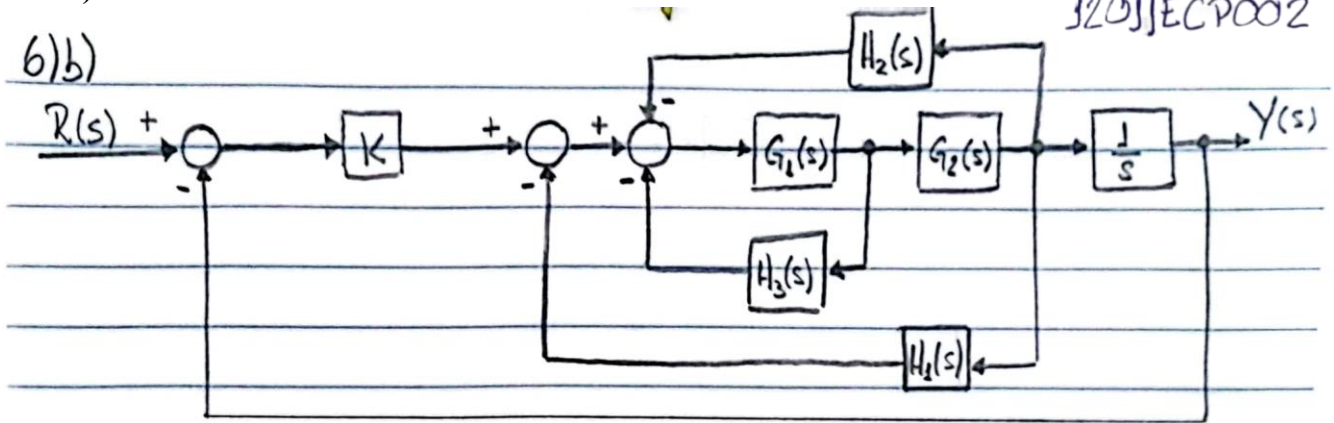 6)b)
H₂(s)
R(s) + K + + - G₁(s) G₂(s) 1/s Y(s)
- - -
H₃(s)
H₁(s)